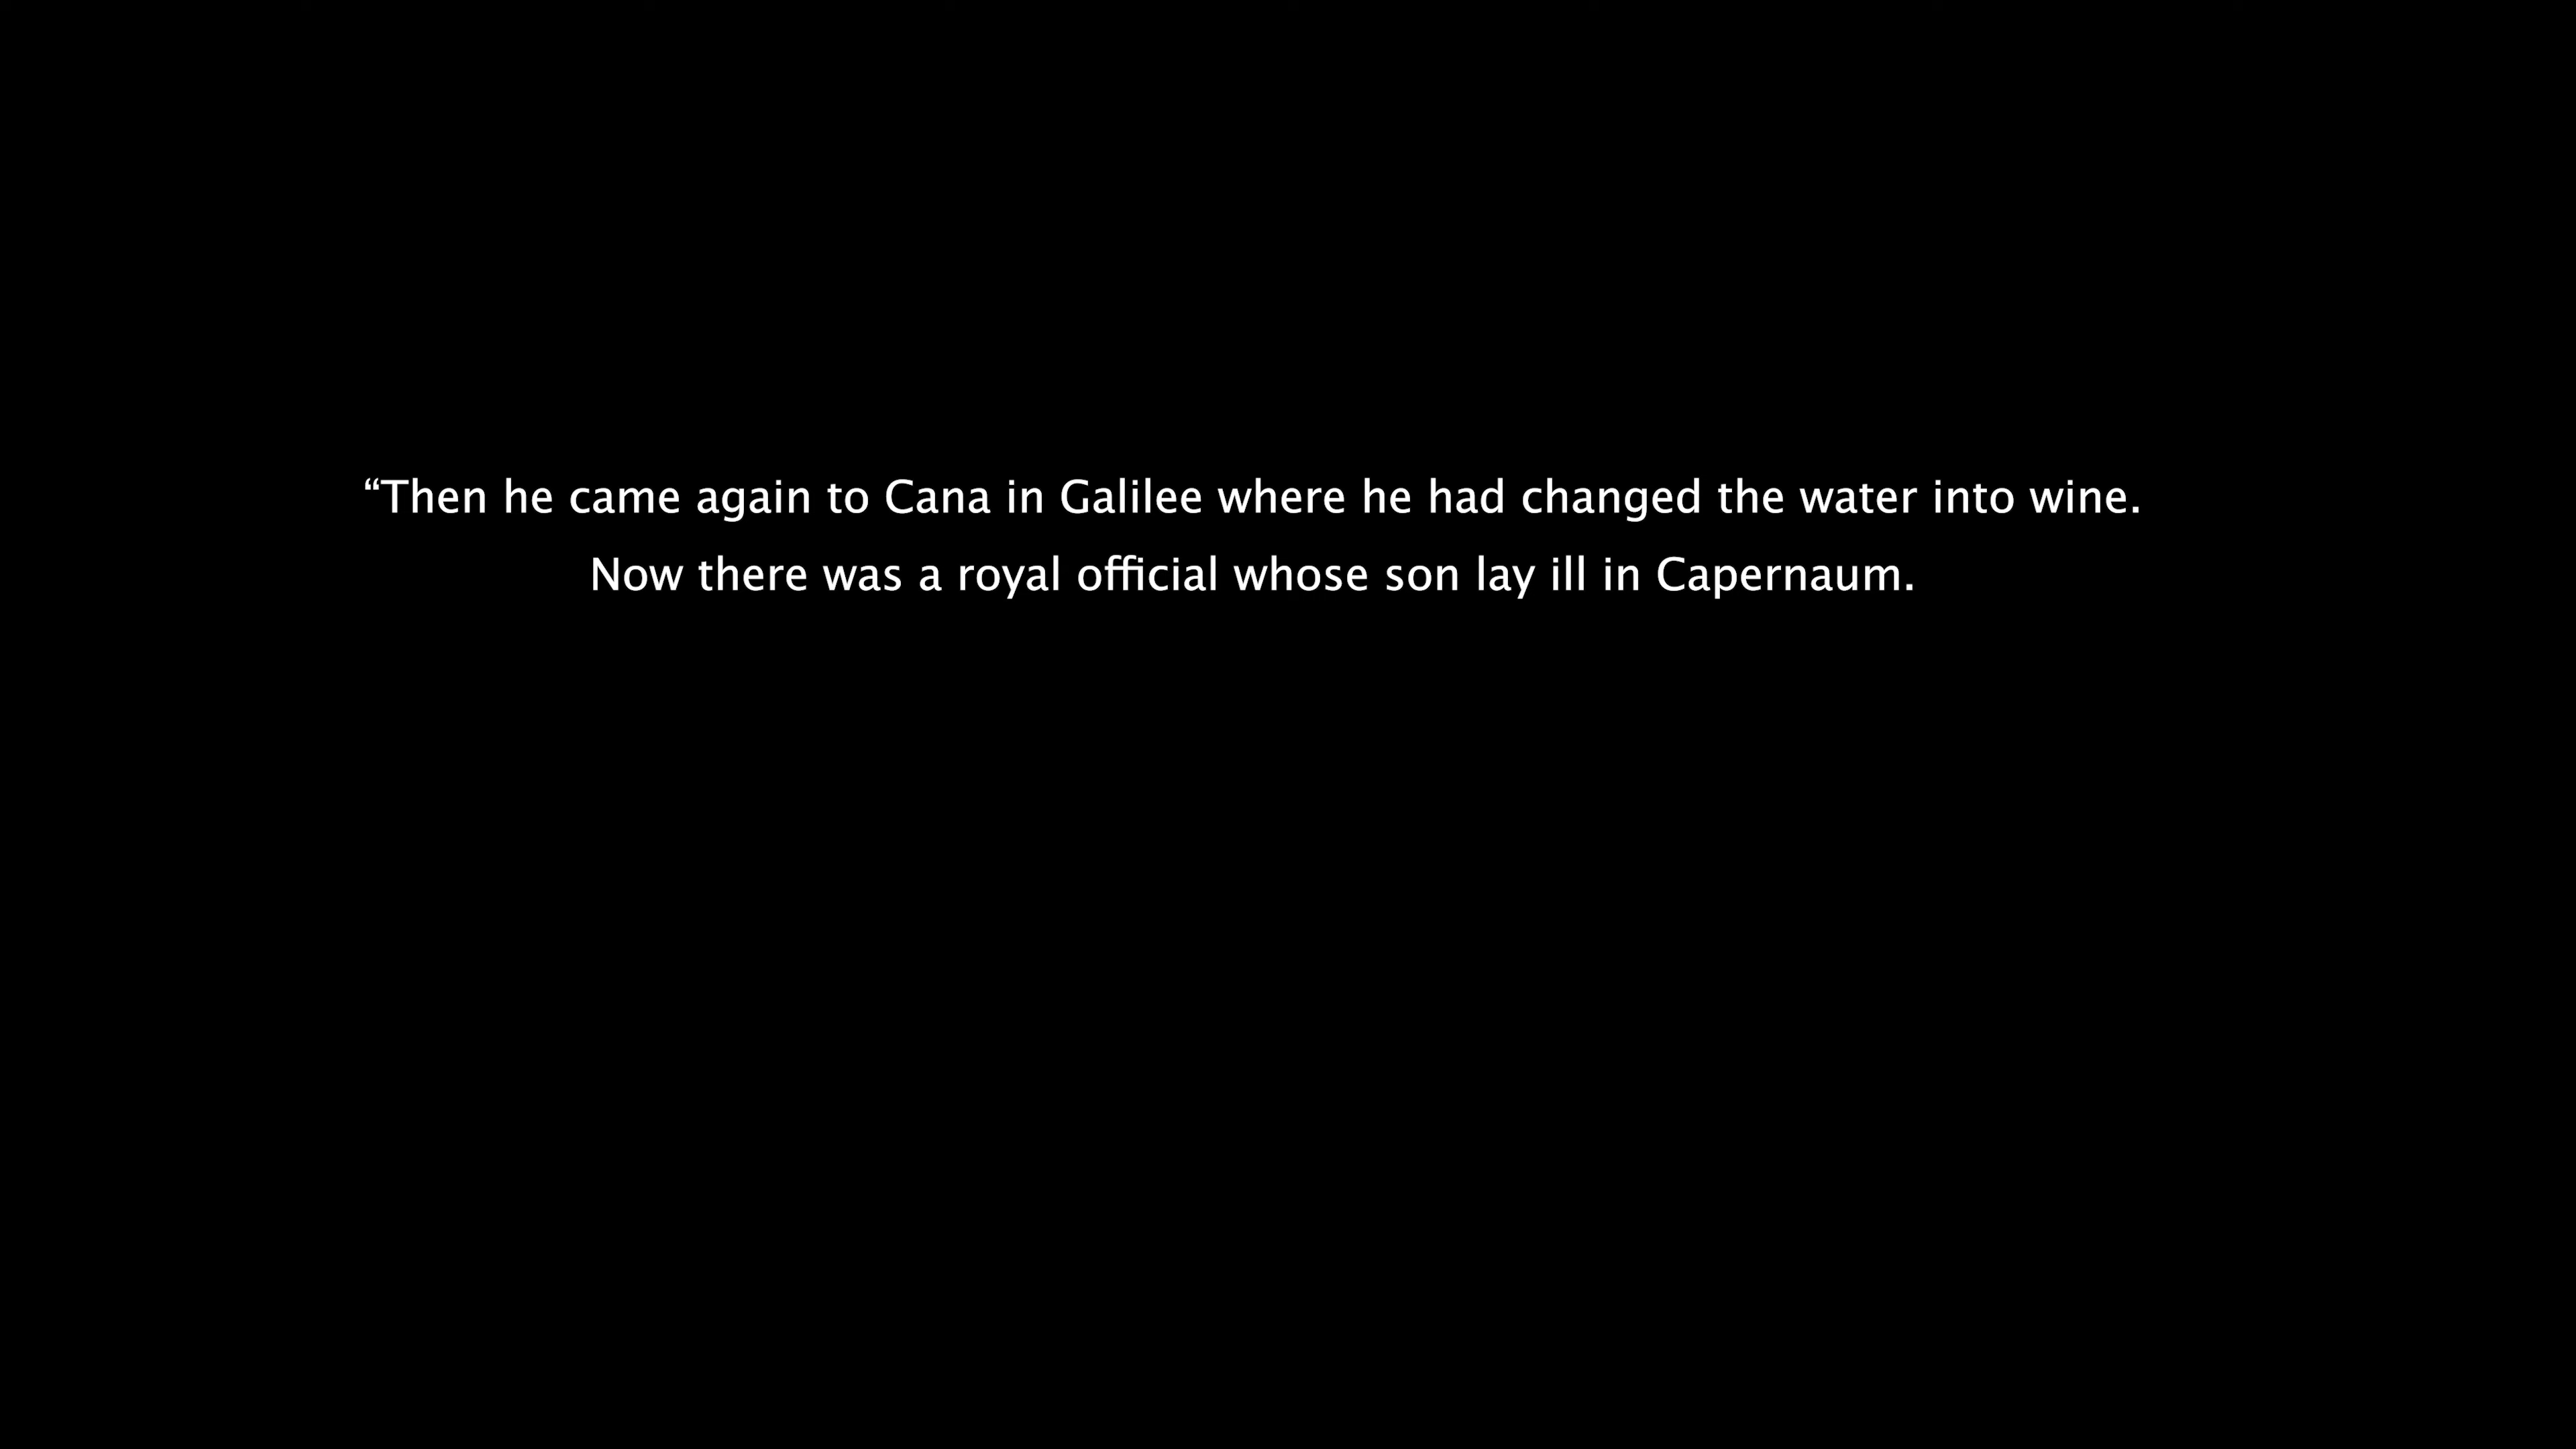 “Then he came again to Cana in Galilee where he had changed the water into wine.
Now there was a royal official whose son lay ill in Capernaum.